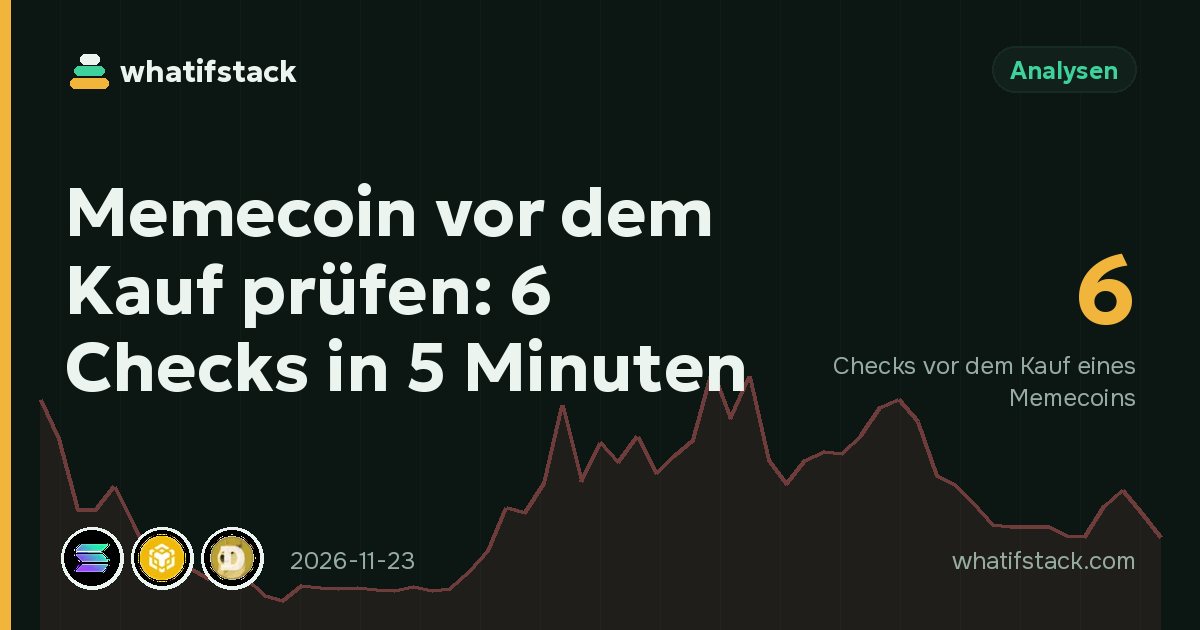 whatifstack
Analysen
Memecoin vor dem
Kauf prüfen: 6
Checks in 5 Minuten
6
Checks vor dem Kauf eines
Memecoins
2026-11-23
whatifstack.com